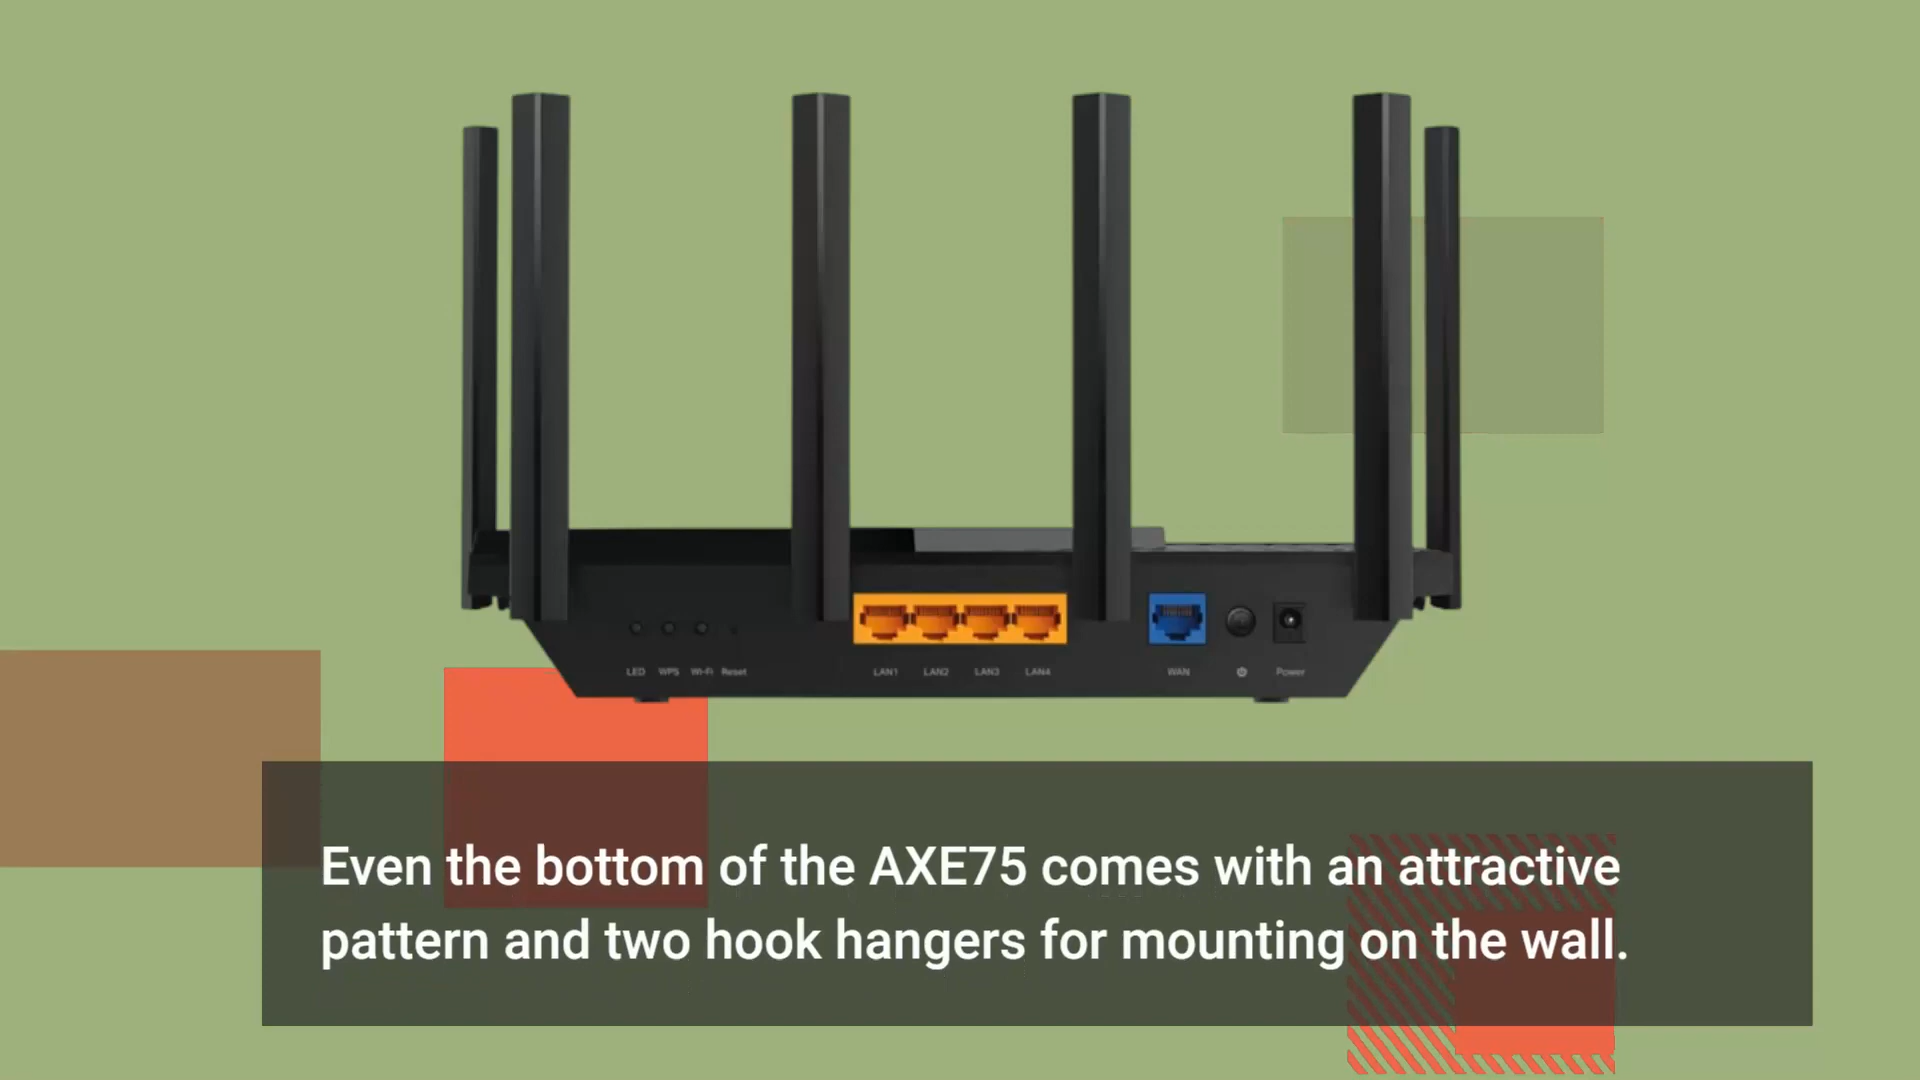 LED WPS Wi-Fi Reset LAN1 LAN2 LAN3 LAN4 WAN Power
Even the bottom of the AXE75 comes with an attractive
pattern and two hook hangers for mounting on the wall.